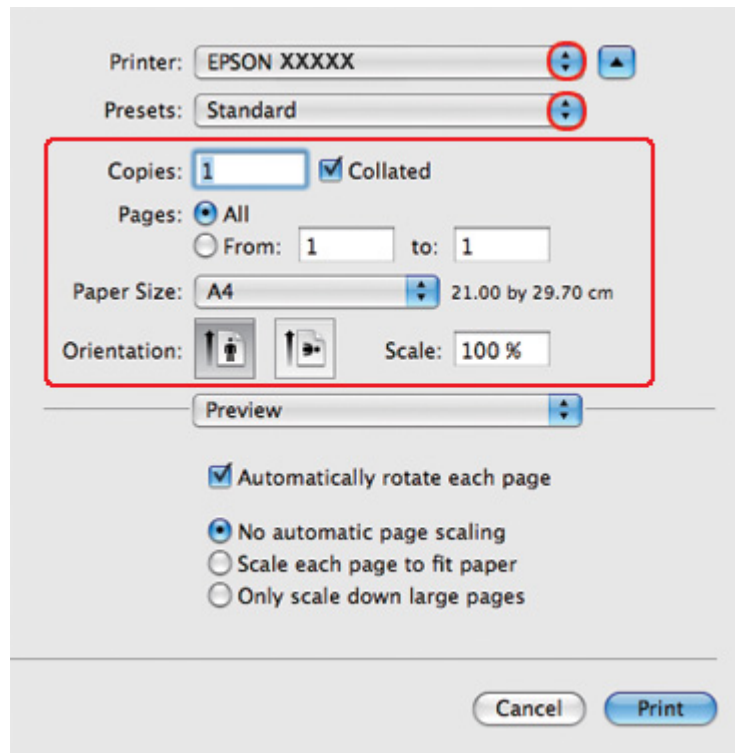 Printer: EPSON XXXXX
Presets: Standard
Copies: 1 Collated
Pages: All
From: 1 to: 1
Paper Size: A4 21.00 by 29.70 cm
Orientation: Scale: 100 %
Preview
Automatically rotate each page
No automatic page scaling
Scale each page to fit paper
Only scale down large pages
Cancel Print